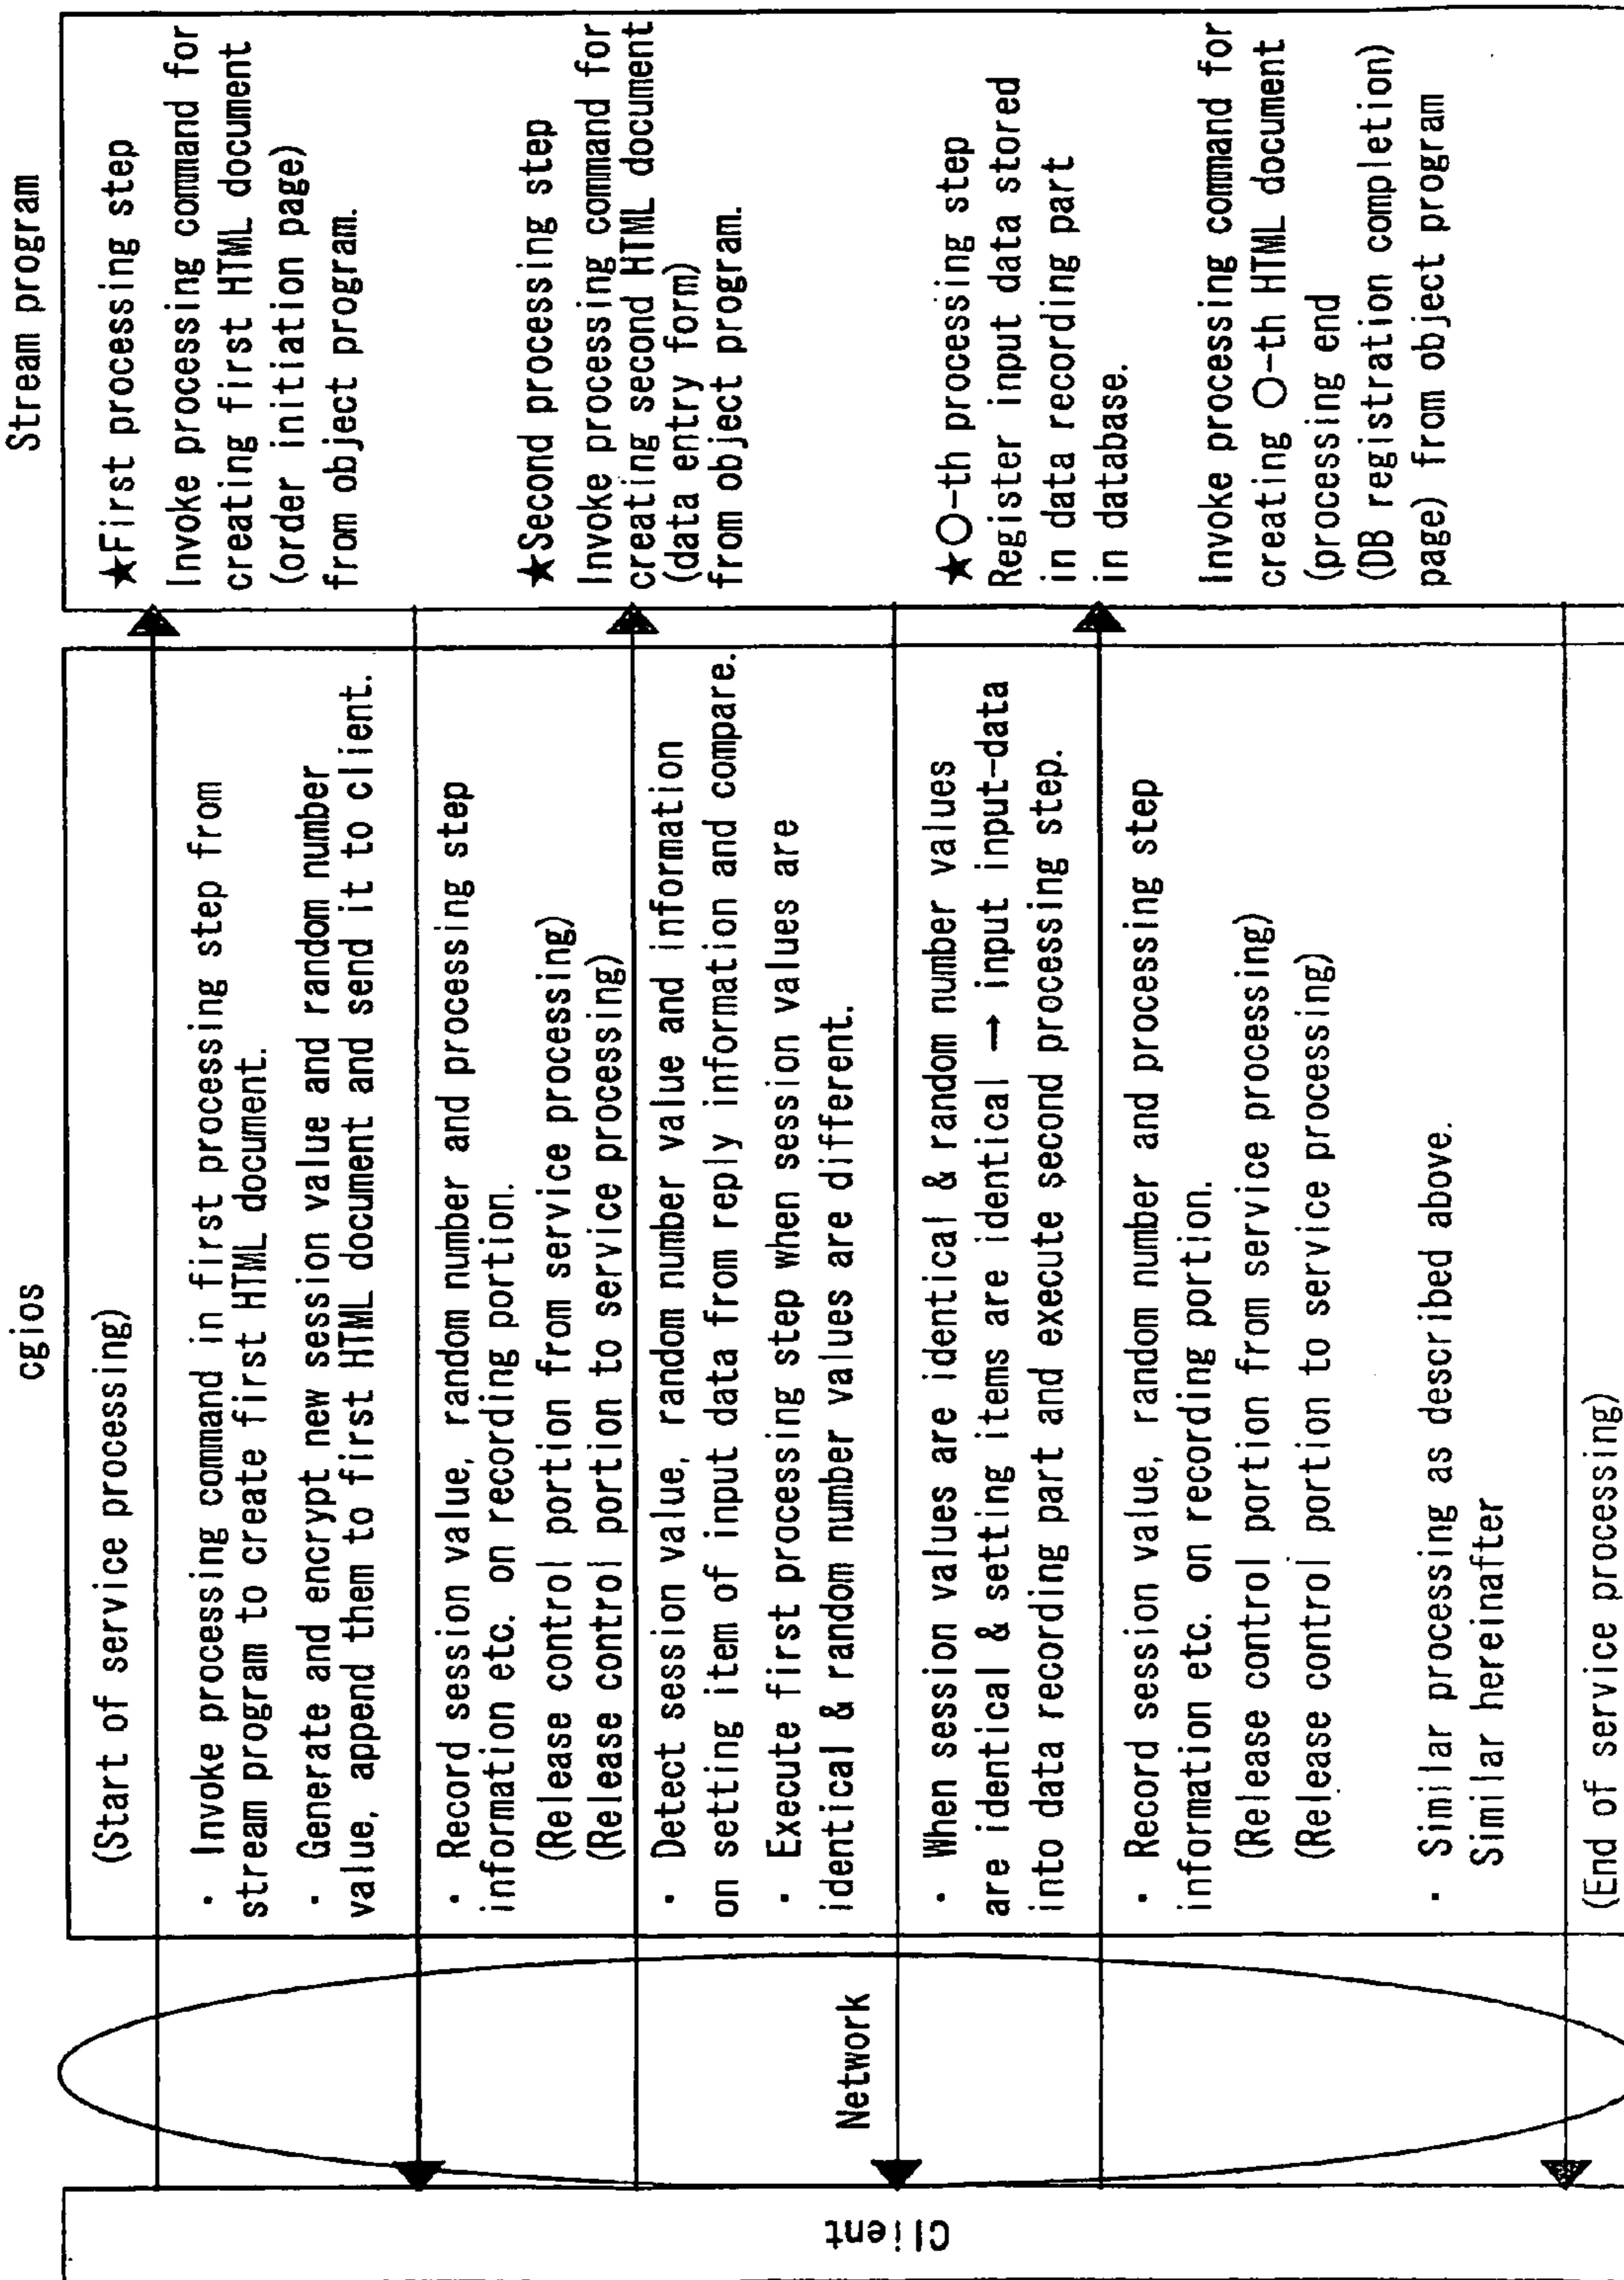 cgios
Stream program
Client
Network
(Start of service processing)
· Invoke processing command in first processing step from
stream program to create first HTML document.
· Generate and encrypt new session value and random number
value, append them to first HTML document and send it to client.
· Record session value, random number and processing step
information etc. on recording portion.
(Release control portion from service processing)
(Release control portion to service processing)
· Detect session value, random number value and information
on setting item of input data from reply information and compare.
· Execute first processing step when session values are
identical & random number values are different.
· When session values are identical & random number values
are identical & setting items are identical → input input-data
into data recording part and execute second processing step.
· Record session value, random number and processing step
information etc. on recording portion.
(Release control portion from service processing)
(Release control portion to service processing)
· Similar processing as described above.
Similar hereinafter
(End of service processing)
★First processing step
Invoke processing command for
creating first HTML document
(order initiation page)
from object program.
★Second processing step
Invoke processing command for
creating second HTML document
(data entry form)
from object program.
★○-th processing step
Register input data stored
in data recording part
in database.
Invoke processing command for
creating ○-th HTML document
(processing end
(DB registration completion)
page) from object program